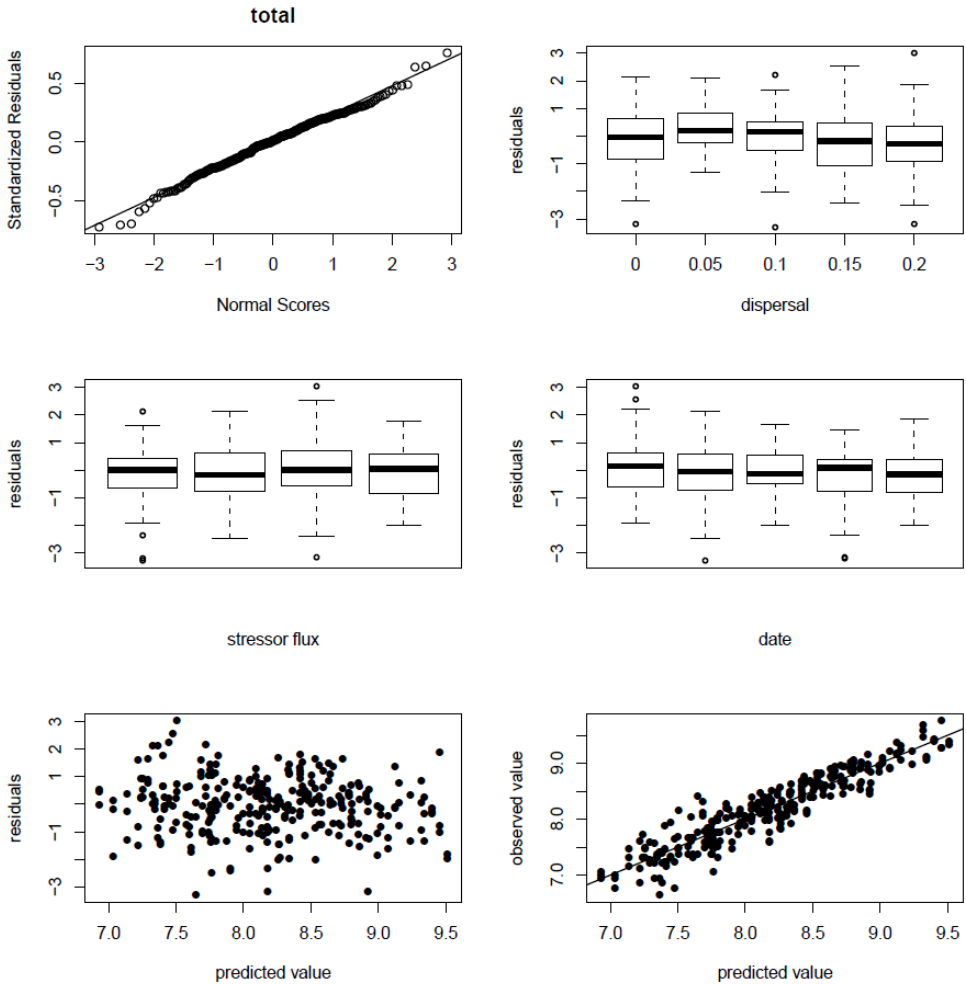 total
Standardized Residuals
0.5
0.0
−0.5
−3 −2 −1 0 1 2 3
Normal Scores
residuals
3
1
−1
−3
0 0.05 0.1 0.15 0.2
dispersal
residuals
3
2
1
−1
−3
stressor flux
residuals
3
2
1
−1
−3
date
residuals
3
2
1
−1
−3
7.0 7.5 8.0 8.5 9.0 9.5
predicted value
observed value
9.0
8.0
7.0
7.0 7.5 8.0 8.5 9.0 9.5
predicted value